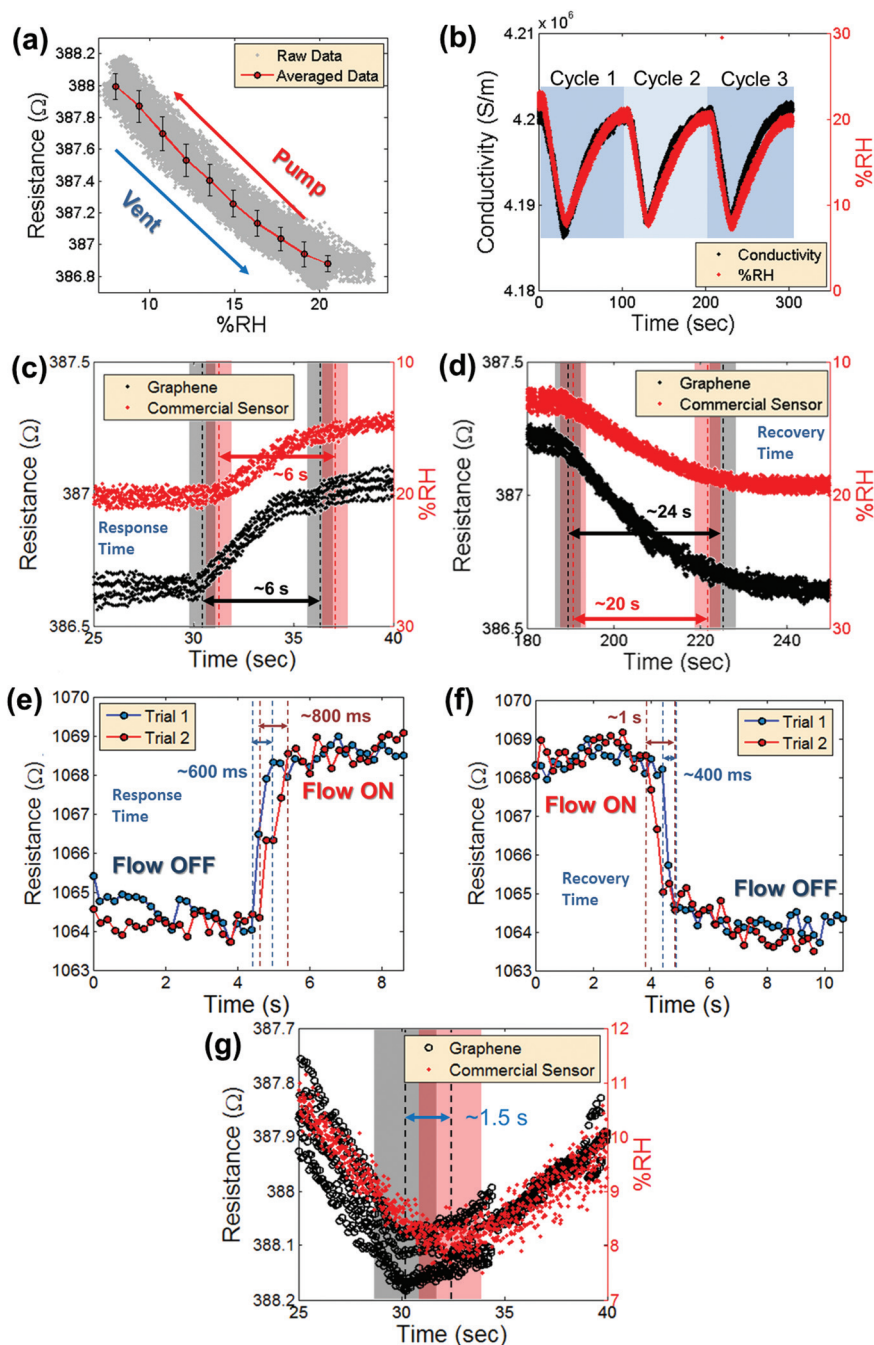 (a)
Resistance (Ω)
388.2
388
387.8
387.6
387.4
387.2
387
386.8
Raw Data
Averaged Data
Pump
Vent
10
15
20
%RH
(b)
4.21
x 10⁶
4.20
4.19
4.18
Conductivity (S/m)
Cycle 1
Cycle 2
Cycle 3
Conductivity
%RH
30
20
10
0
%RH
0
100
200
300
Time (sec)
(c)
387.5
387
386.5
Resistance (Ω)
Graphene
Commercial Sensor
~6 s
Response
Time
~6 s
10
20
30
%RH
25
30
35
40
Time (sec)
(d)
387.5
387
386.5
Resistance (Ω)
Graphene
Commercial Sensor
Recovery
Time
~24 s
~20 s
10
20
30
%RH
180
200
220
240
Time (sec)
(e)
1070
1069
1068
1067
1066
1065
1064
1063
Resistance (Ω)
Trial 1
Trial 2
~800 ms
~600 ms
Response
Time
Flow ON
Flow OFF
0
2
4
6
8
Time (s)
(f)
1070
1069
1068
1067
1066
1065
1064
1063
Resistance (Ω)
~1 s
Trial 1
Trial 2
~400 ms
Flow ON
Recovery
Time
Flow OFF
0
2
4
6
8
10
Time (s)
(g)
387.7
387.8
387.9
388
388.1
388.2
Resistance (Ω)
Graphene
Commercial Sensor
~1.5 s
12
11
10
9
8
7
%RH
25
30
35
40
Time (sec)